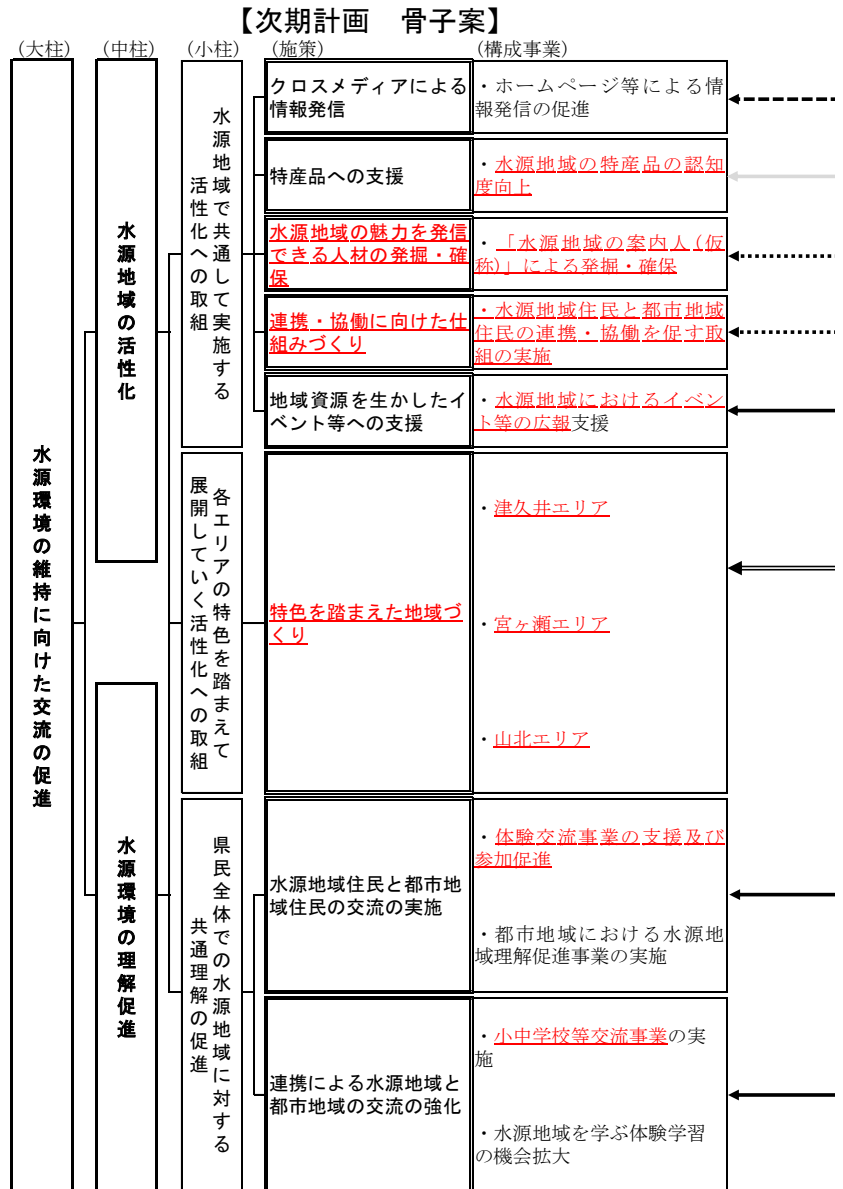 【次期計画　骨子案】
(大柱)
(中柱)
(小柱)
(施策)
(構成事業)
水源環境の維持に向けた交流の促進
水源地域の活性化
水源地域で共通して実施する
活性化への取組
クロスメディアによる
情報発信
・ホームページ等による情
報発信の促進
特産品への支援
・水源地域の特産品の認知
度向上
水源地域の魅力を発信
できる人材の発掘・確
保
・「水源地域の案内人(仮
称)」による発掘・確保
連携・協働に向けた仕
組みづくり
・水源地域住民と都市地域
住民の連携・協働を促す取
組の実施
地域資源を生かしたイ
ベント等への支援
・水源地域におけるイベン
ト等の広報支援
各エリアの特色を踏まえて
展開していく活性化への取組
特色を踏まえた地域づ
くり
・津久井エリア
・宮ヶ瀬エリア
・山北エリア
水源環境の理解促進
県民全体での水源地域に対する
共通理解の促進
水源地域住民と都市地
域住民の交流の実施
・体験交流事業の支援及び
参加促進
・都市地域における水源地
域理解促進事業の実施
連携による水源地域と
都市地域の交流の強化
・小中学校等交流事業の実
施
・水源地域を学ぶ体験学習
の機会拡大